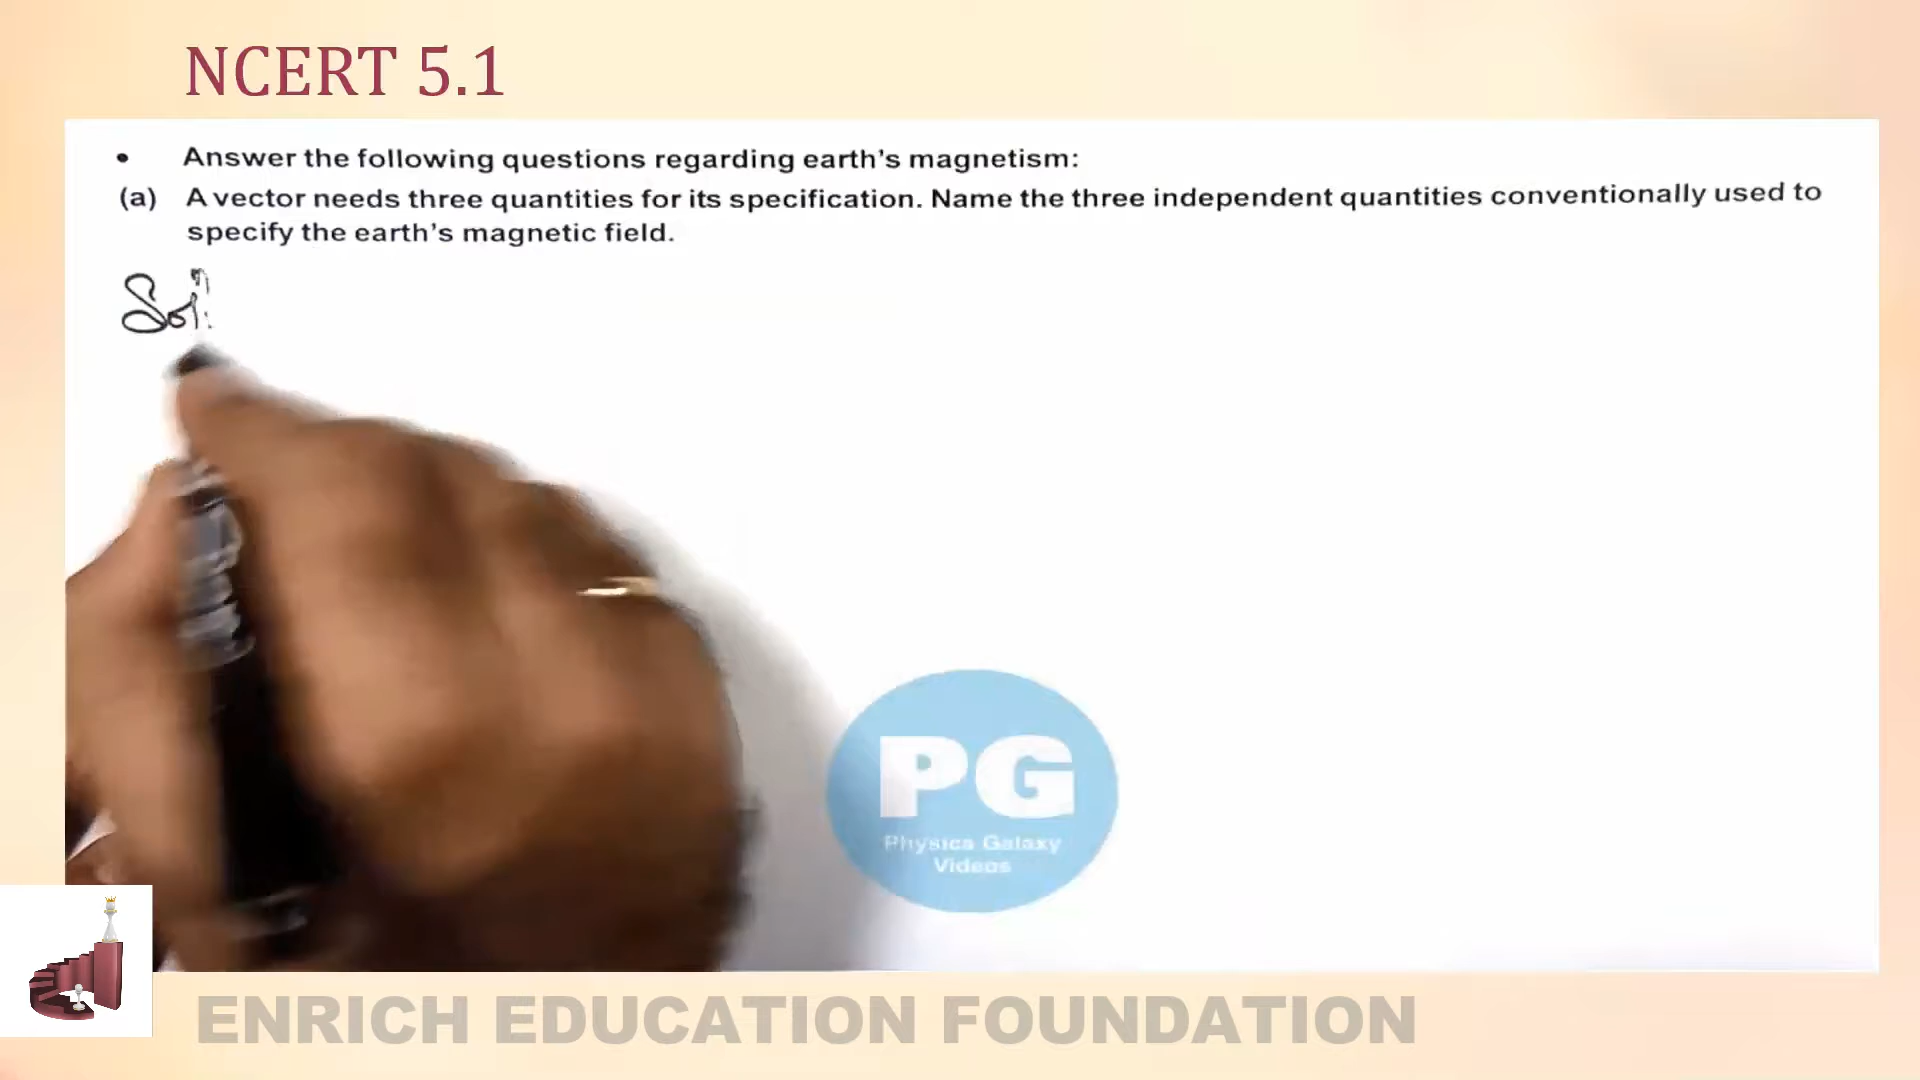 NCERT 5.1
• Answer the following questions regarding earth's magnetism:
(a) A vector needs three quantities for its specification. Name the three independent quantities conventionally used to
specify the earth's magnetic field.
Solⁿ:
PG
Physics Galaxy
Videos
ENRICH EDUCATION FOUNDATION